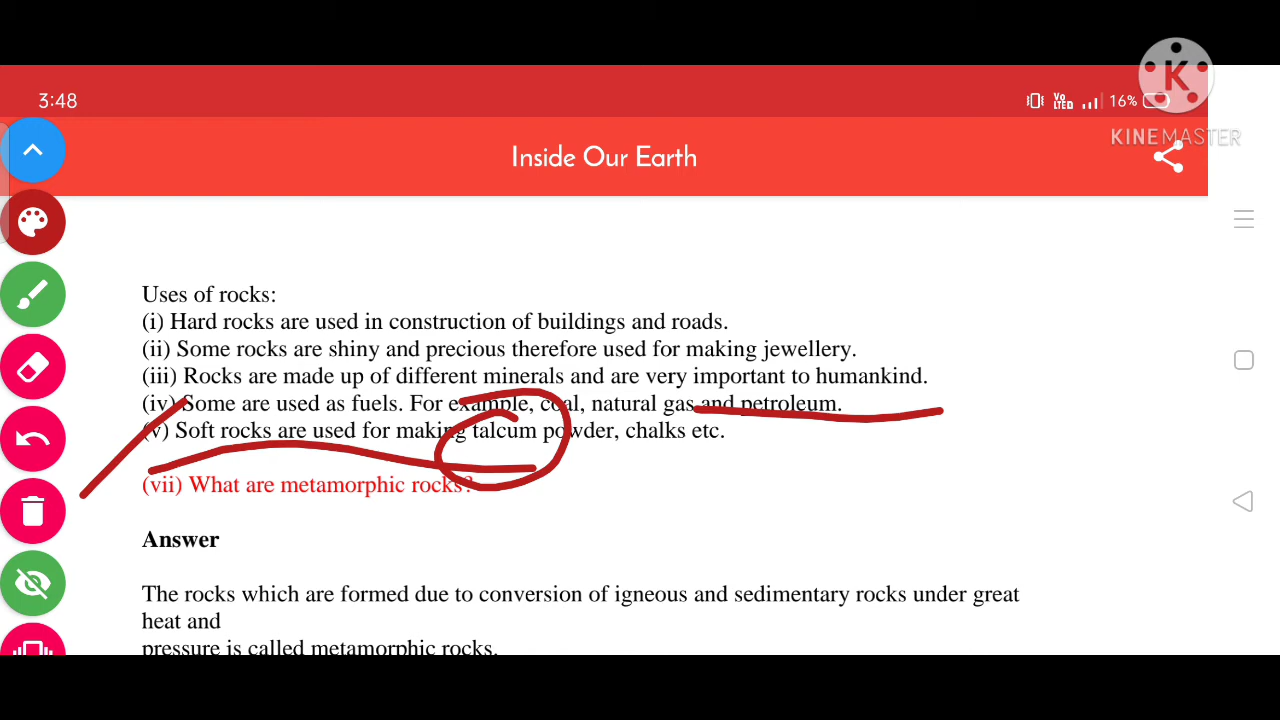 3:48
Vo
LTED
16%
K
KINEMASTER
Inside Our Earth
Uses of rocks:
(i) Hard rocks are used in construction of buildings and roads.
(ii) Some rocks are shiny and precious therefore used for making jewellery.
(iii) Rocks are made up of different minerals and are very important to humankind.
(iv) Some are used as fuels. For example, coal, natural gas and petroleum.
(v) Soft rocks are used for making talcum powder, chalks etc.
(vii) What are metamorphic rocks?
Answer
The rocks which are formed due to conversion of igneous and sedimentary rocks under great
heat and
pressure is called metamorphic rocks.